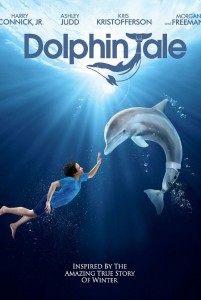 HARRY CONNICK, JR.
ASHLEY JUDD
KRIS KRISTOFFERSON
MORGAN FREEMAN
AND
Dolphin Tale
INSPIRED BY THE
AMAZING TRUE STORY
OF WINTER